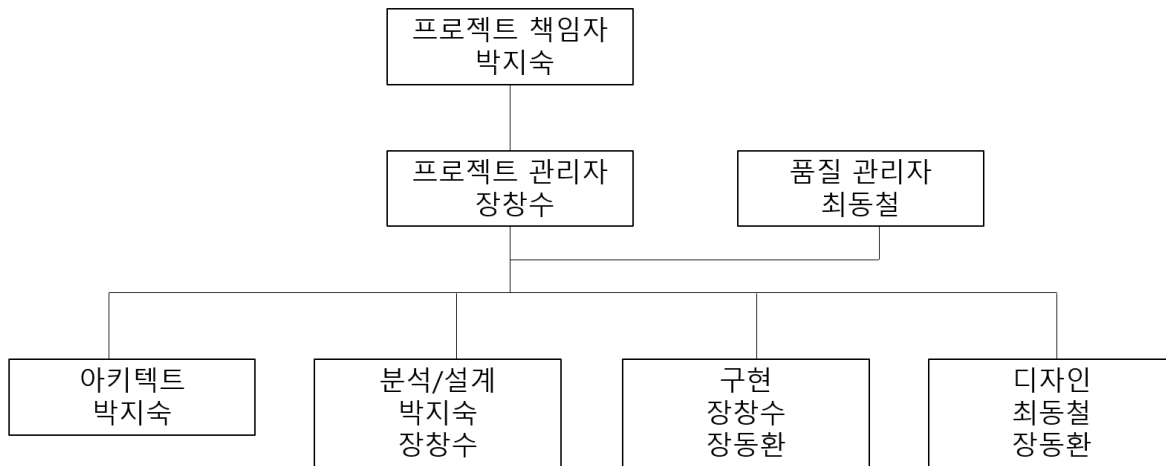 프로젝트 책임자
박지숙
프로젝트 관리자
장창수
품질 관리자
최동철
아키텍트
박지숙
분석/설계
박지숙
장창수
구현
장창수
장동환
디자인
최동철
장동환